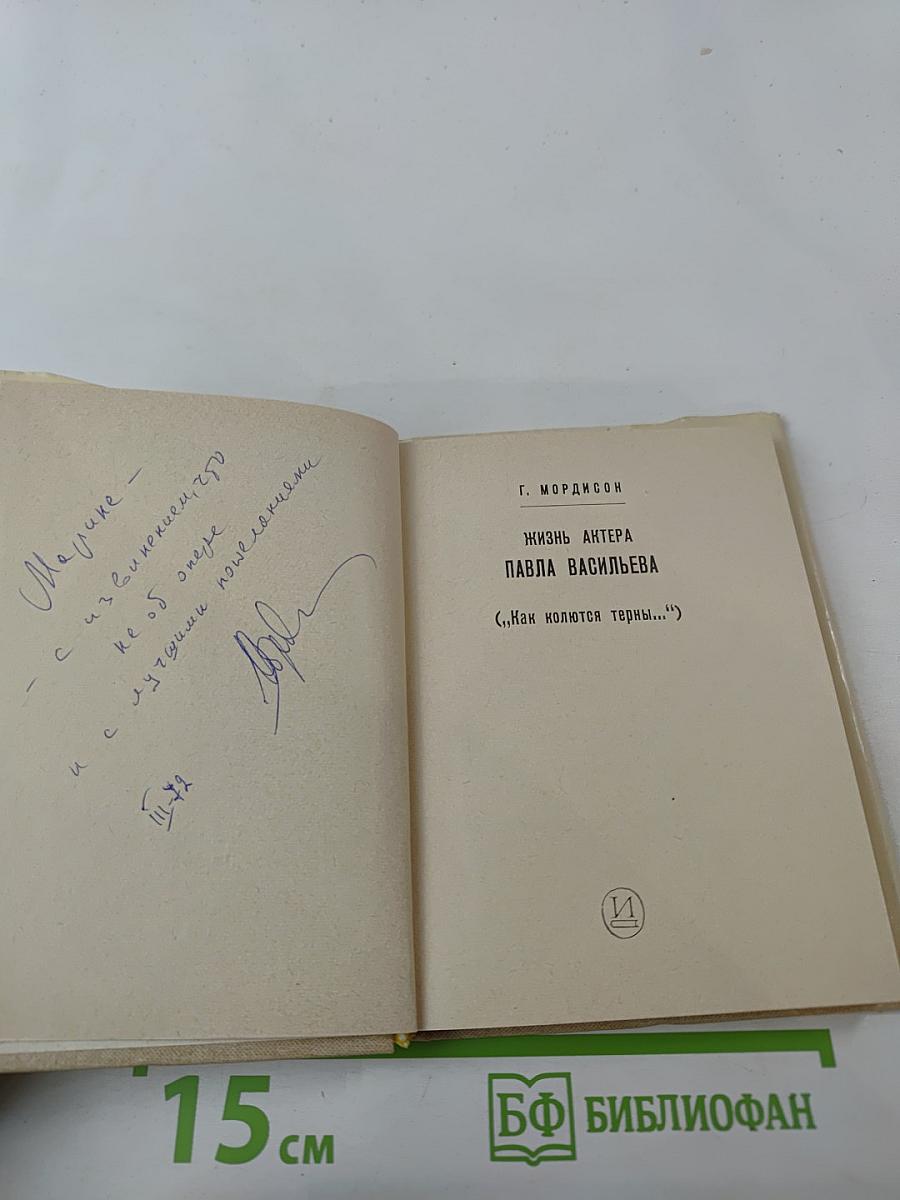 Марине –
– с извинением, что
не об опере
и с лучшими пожеланиями
III-72
Г. МОРДИСОН
ЖИЗНЬ АКТЕРА
ПАВЛА ВАСИЛЬЕВА
(„Как колются терны...“)
И
15 см
БФ БИБЛИОФАН